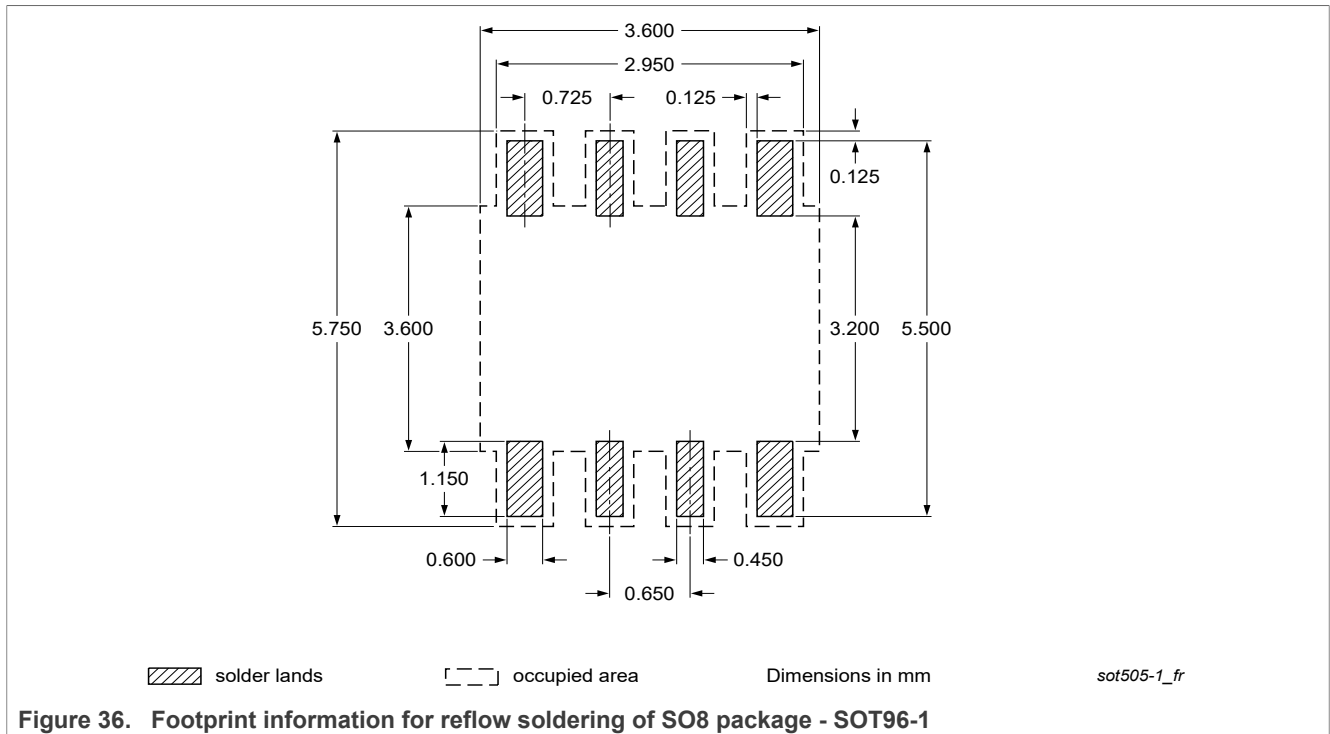 3.600
2.950
0.725
0.125
0.125
5.750
3.600
3.200
5.500
1.150
0.600
0.450
0.650
solder lands
occupied area
Dimensions in mm
sot505-1_fr
Figure 36. Footprint information for reflow soldering of SO8 package - SOT96-1